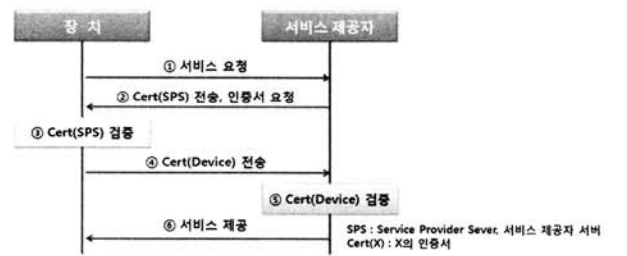 장 치
서비스 제공자
① 서비스 요청
② Cert(SPS) 전송, 인증서 요청
③ Cert(SPS) 검증
④ Cert(Device) 전송
⑤ Cert(Device) 검증
⑥ 서비스 제공
SPS : Service Provider Sever, 서비스 제공자 서버
Cert(X) : X의 인증서